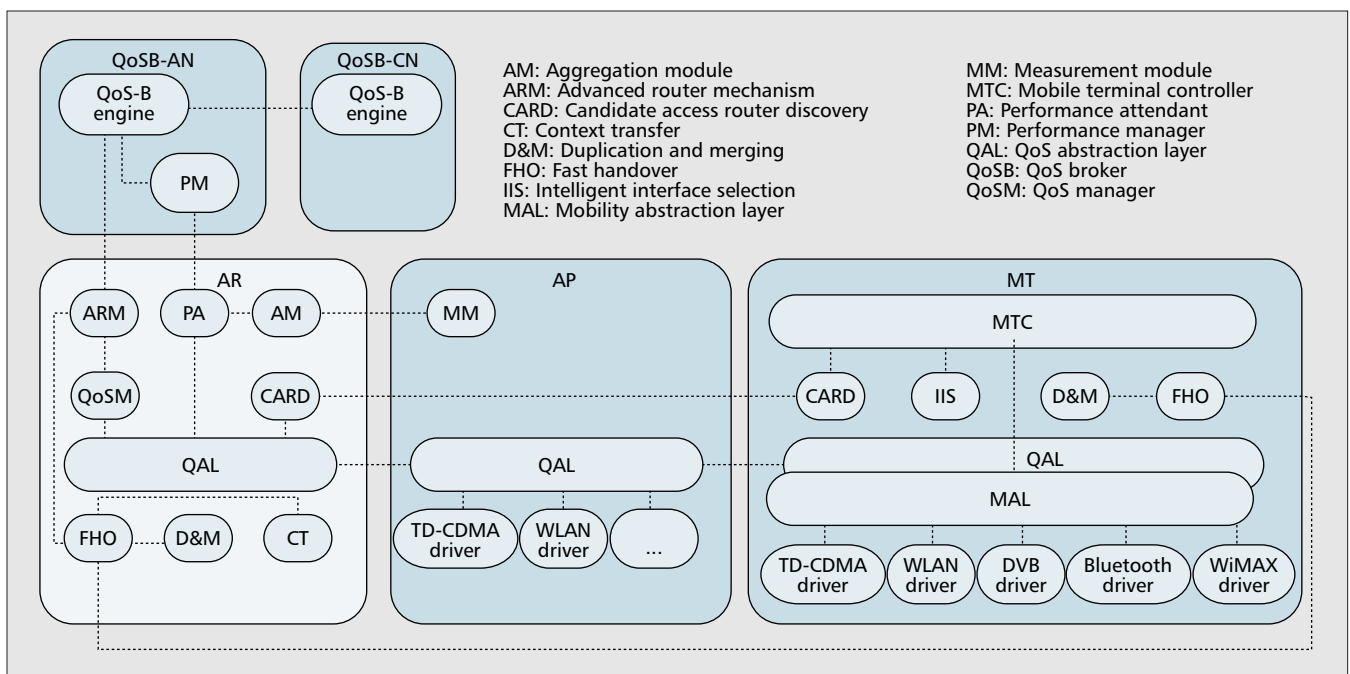 QoSB-AN
QoSB-CN
QoS-B
engine
QoS-B
engine
PM
AM: Aggregation module
ARM: Advanced router mechanism
CARD: Candidate access router discovery
CT: Context transfer
D&M: Duplication and merging
FHO: Fast handover
IIS: Intelligent interface selection
MAL: Mobility abstraction layer
MM: Measurement module
MTC: Mobile terminal controller
PA: Performance attendant
PM: Performance manager
QAL: QoS abstraction layer
QoSB: QoS broker
QoSM: QoS manager
AR
ARM
PA
AM
QoSM
CARD
QAL
FHO
D&M
CT
AP
MM
QAL
TD-CDMA
driver
WLAN
driver
...
MT
MTC
CARD
IIS
D&M
FHO
QAL
MAL
TD-CDMA
driver
WLAN
driver
DVB
driver
Bluetooth
driver
WiMAX
driver